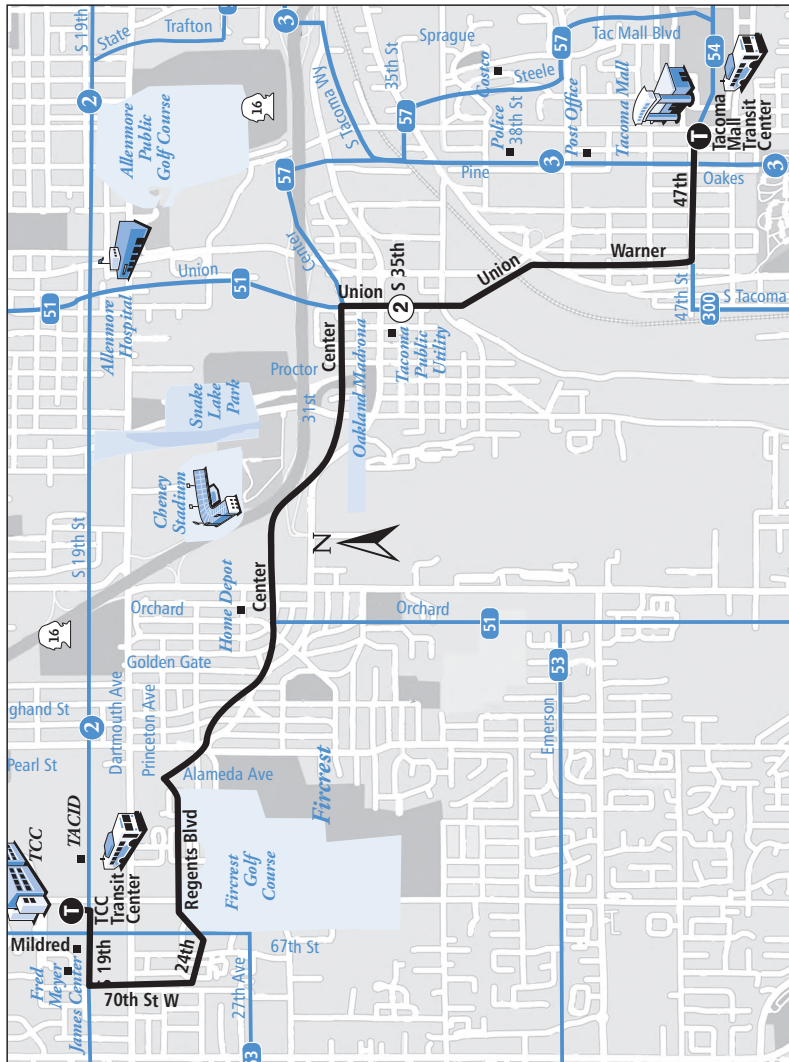 S 19th
State
Trafton
3
Sprague
Tac Mall Blvd
57
54
2
16
Allenmore
Public
Golf Course
S Tacoma Wy
35th St
Costco
Steele
57
Police
38th St
Post Office
Tacoma Mall
T
Tacoma
Mall
Transit
Center
57
Pine
3
Oakes
3
47th
Allenmore
Hospital
Union
51
51
Center
Union
S 35th
2
Union
Warner
47th St
300
S Tacoma
Center
Proctor
31st
Oakland Madrona
Tacoma
Public
Utility
Snake
Lake
Park
Cheney
Stadium
S 19th St
N
Orchard
Home Depot
Center
Orchard
51
16
Golden Gate
53
Emerson
ghand St
2
Dartmouth Ave
Princeton Ave
Pearl St
Alameda Ave
Fircrest
TCC
TACID
TCC
Transit
Center
T
Regents Blvd
Fircrest
Golf
Course
Mildred
S 19th
24th
67th St
Fred
Meyer
James Center
70th St W
27th Ave
3